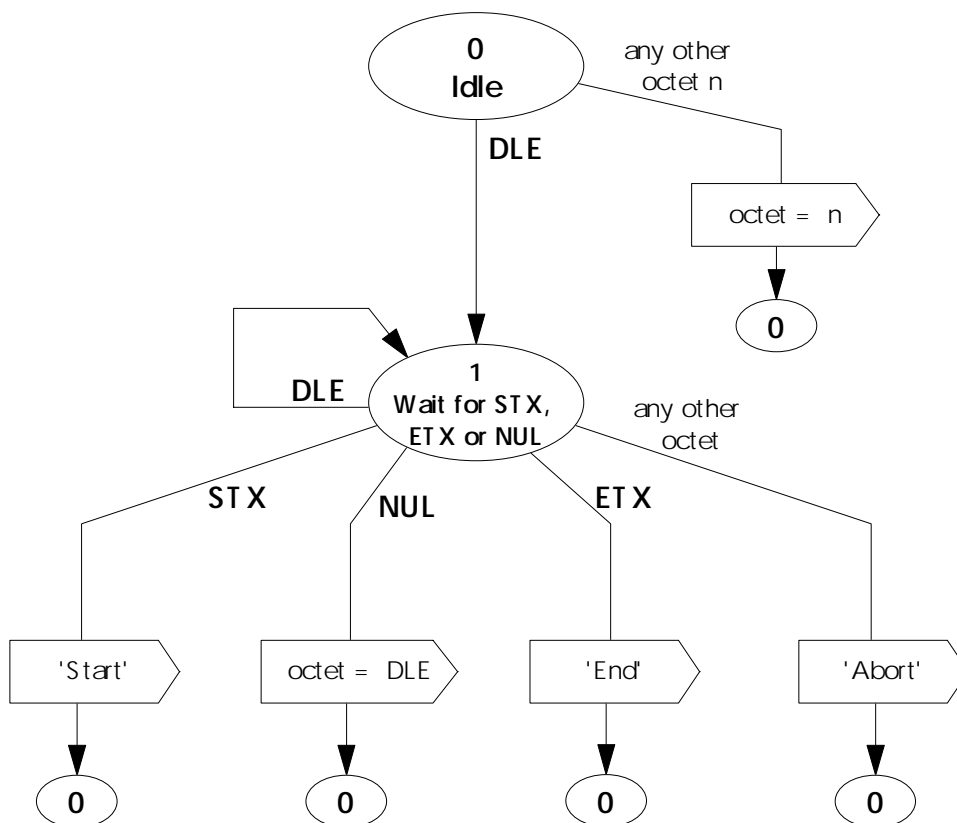 0
Idle
any other
octet n
DLE
octet = n
0
DLE
1
Wait for STX,
ETX or NUL
any other
octet
STX
NUL
ETX
'Start'
octet = DLE
'End'
'Abort'
0
0
0
0